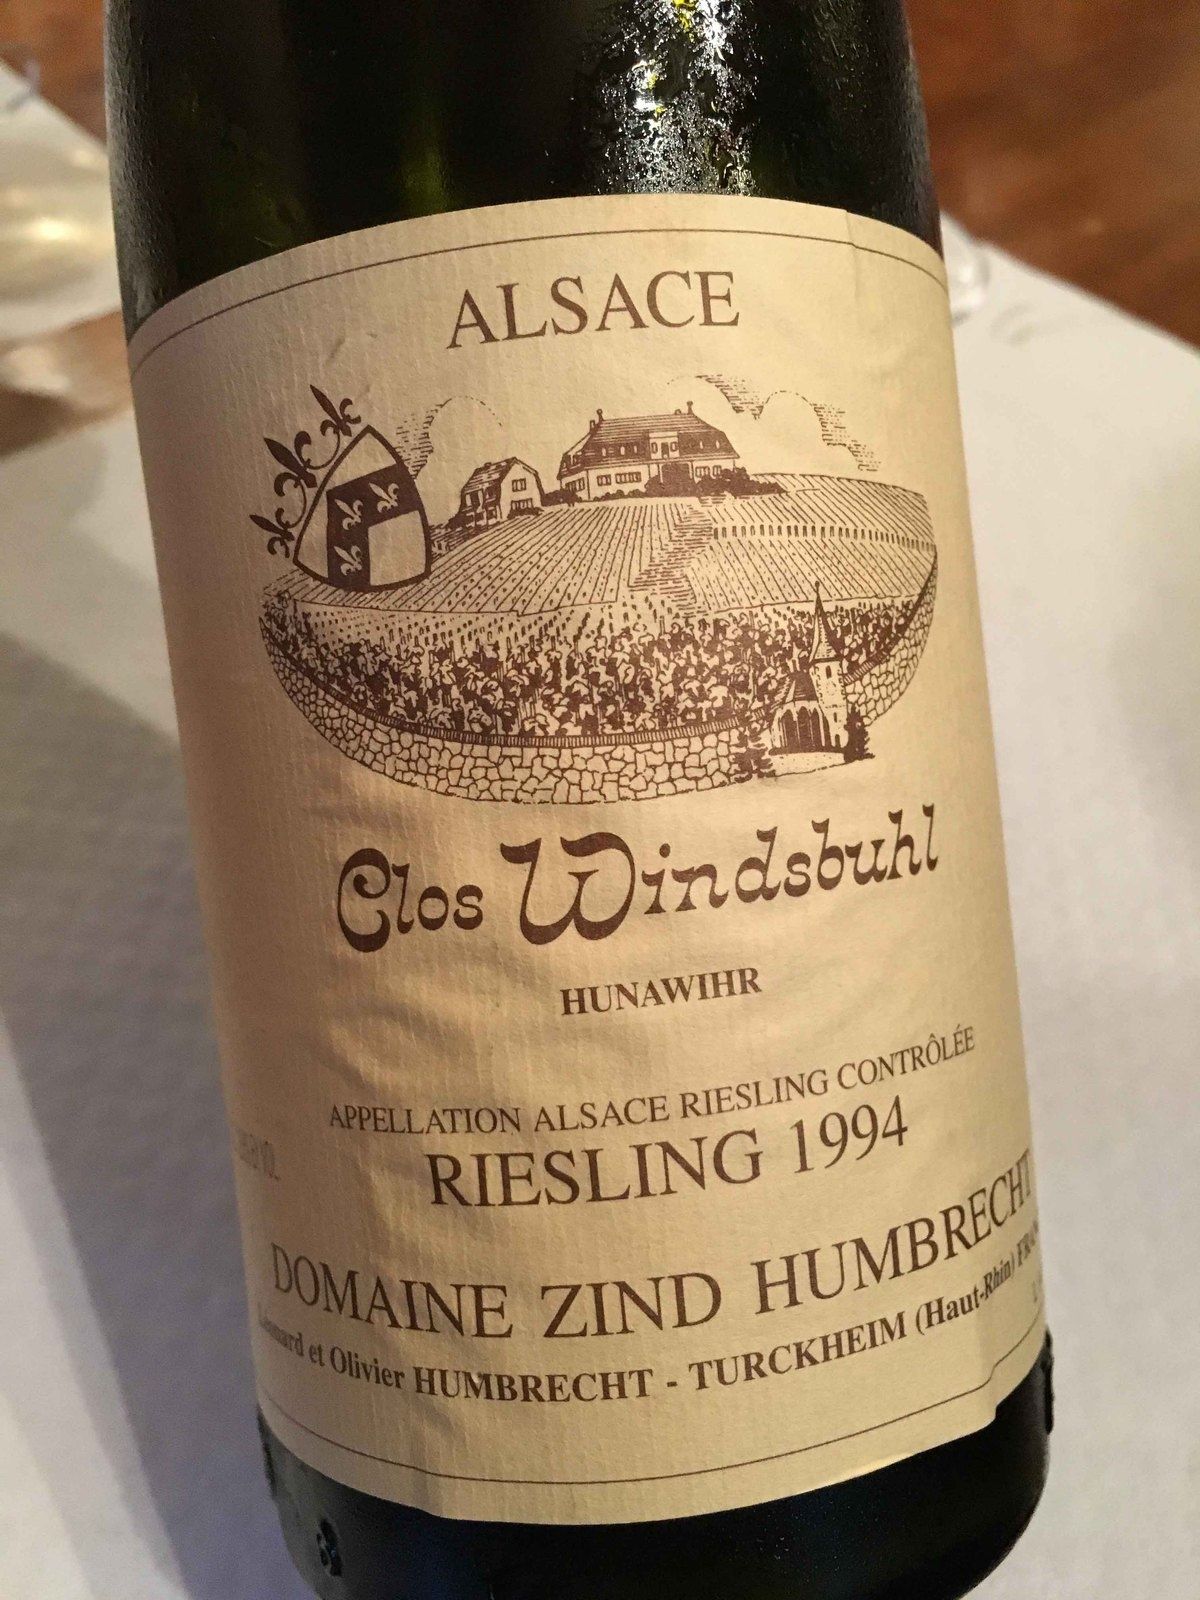 ALSACE
Clos Windsbuhl
HUNAWIHR
APPELLATION ALSACE RIESLING CONTRÔLÉE
RIESLING 1994
DOMAINE ZIND HUMBRECHT
et Olivier HUMBRECHT - TURCKHEIM (Haut-Rhin)